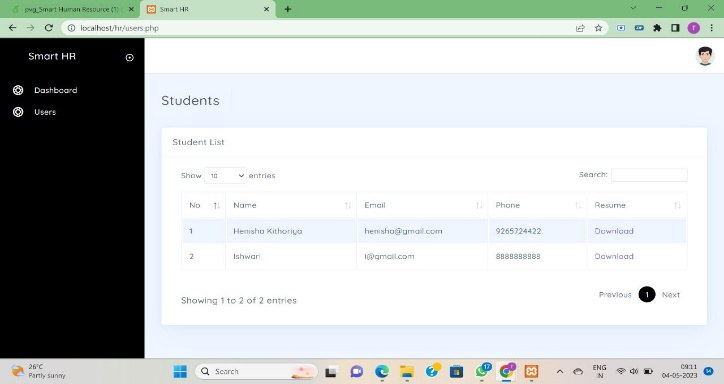 pvg_Smart Human Resource (1)
Smart HR
localhost/hr/users.php
T
Smart HR
Dashboard
Users
Students
Student List
Show 10 entries
Search:
No Name Email Phone Resume
1 Henisha Kithoriya henisha@gmail.com 9265724422 Download
2 Ishwari i@gmail.com 8888888888 Download
Showing 1 to 2 of 2 entries
Previous 1 Next
26°C
Partly sunny
Search
17
ENG
IN
09:11
04-05-2023